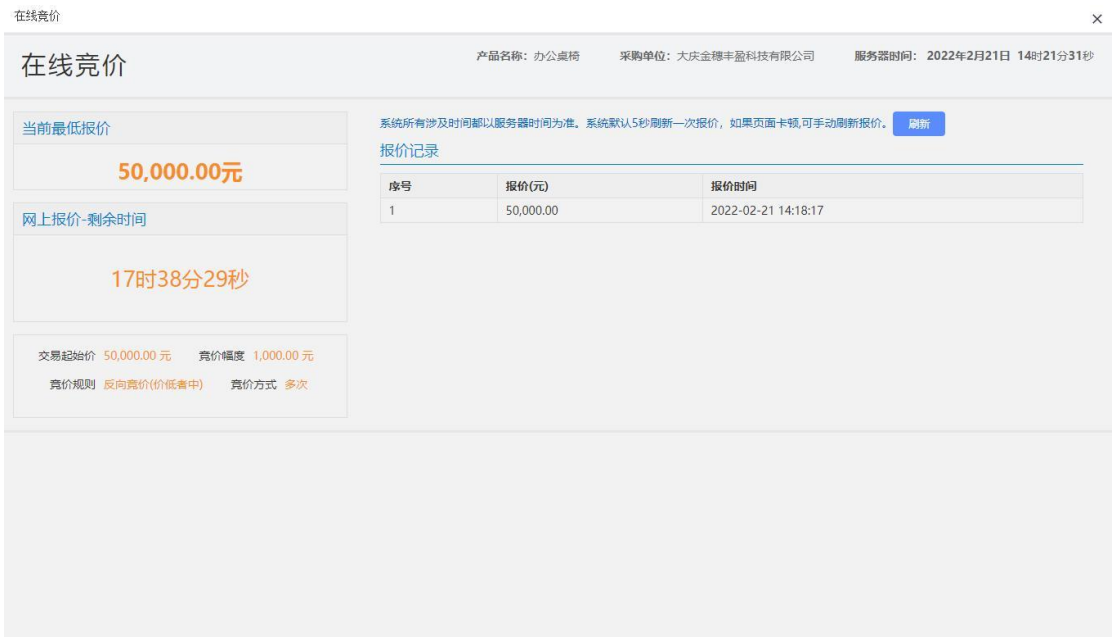 在线竞价
×
在线竞价
产品名称：办公桌椅 采购单位：大庆金穗丰盈科技有限公司 服务器时间： 2022年2月21日 14时21分31秒
当前最低报价
50,000.00元
网上报价-剩余时间
17时38分29秒
交易起始价 50,000.00 元 竞价幅度 1,000.00 元
竞价规则 反向竞价(价低者中) 竞价方式 多次
系统所有涉及时间都以服务器时间为准。系统默认5秒刷新一次报价，如果页面卡顿,可手动刷新报价。 刷新
报价记录
序号 报价(元) 报价时间
1 50,000.00 2022-02-21 14:18:17